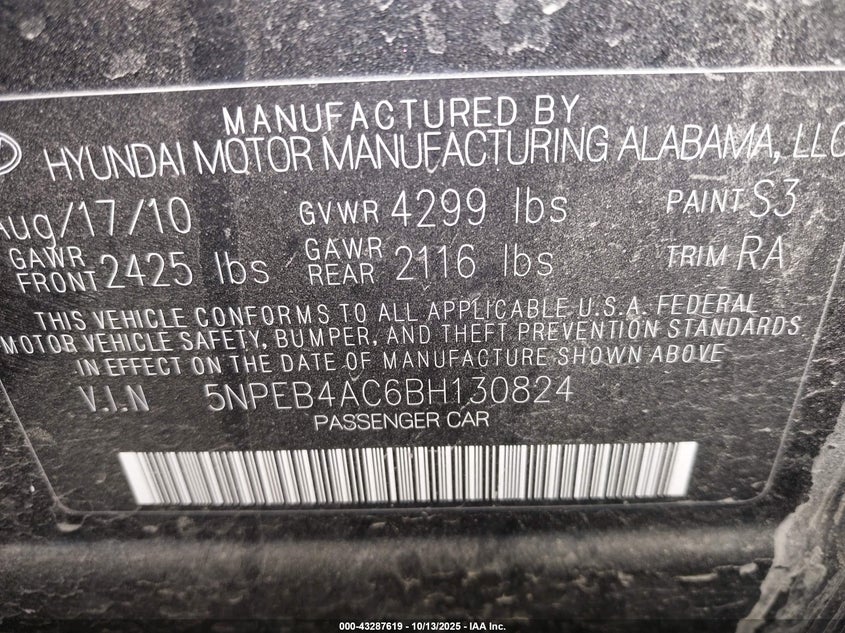 MANUFACTURED BY
HYUNDAI MOTOR MANUFACTURING ALABAMA, LLC
Aug/17/10 GVWR 4299 lbs PAINT S3
GAWR FRONT 2425 lbs GAWR REAR 2116 lbs TRIM RA
THIS VEHICLE CONFORMS TO ALL APPLICABLE U.S.A. FEDERAL
MOTOR VEHICLE SAFETY, BUMPER, AND THEFT PREVENTION STANDARDS
IN EFFECT ON THE DATE OF MANUFACTURE SHOWN ABOVE
V.I.N 5NPEB4AC6BH130824
PASSENGER CAR
000-43287619 - 10/13/2025 - IAA Inc.